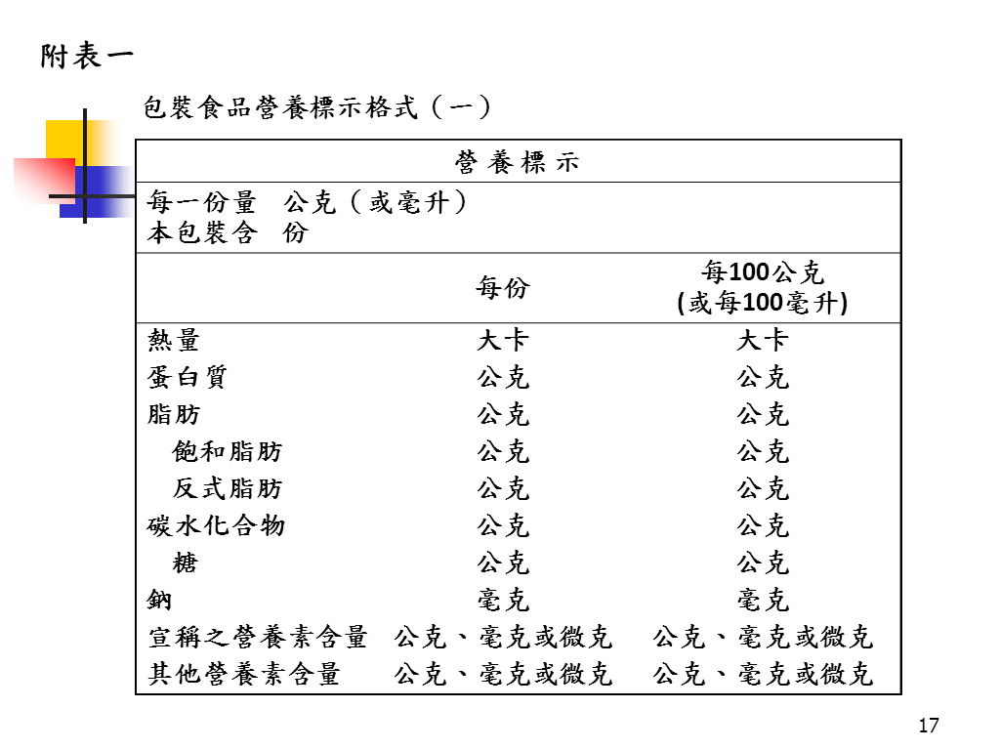 附表一
包裝食品營養標示格式（一）
營養標示
每一份量 公克（或毫升）
本包裝含 份
每份 每100公克
(或每100毫升)
熱量 大卡 大卡
蛋白質 公克 公克
脂肪 公克 公克
飽和脂肪 公克 公克
反式脂肪 公克 公克
碳水化合物 公克 公克
糖 公克 公克
鈉 毫克 毫克
宣稱之營養素含量 公克、毫克或微克 公克、毫克或微克
其他營養素含量 公克、毫克或微克 公克、毫克或微克
17